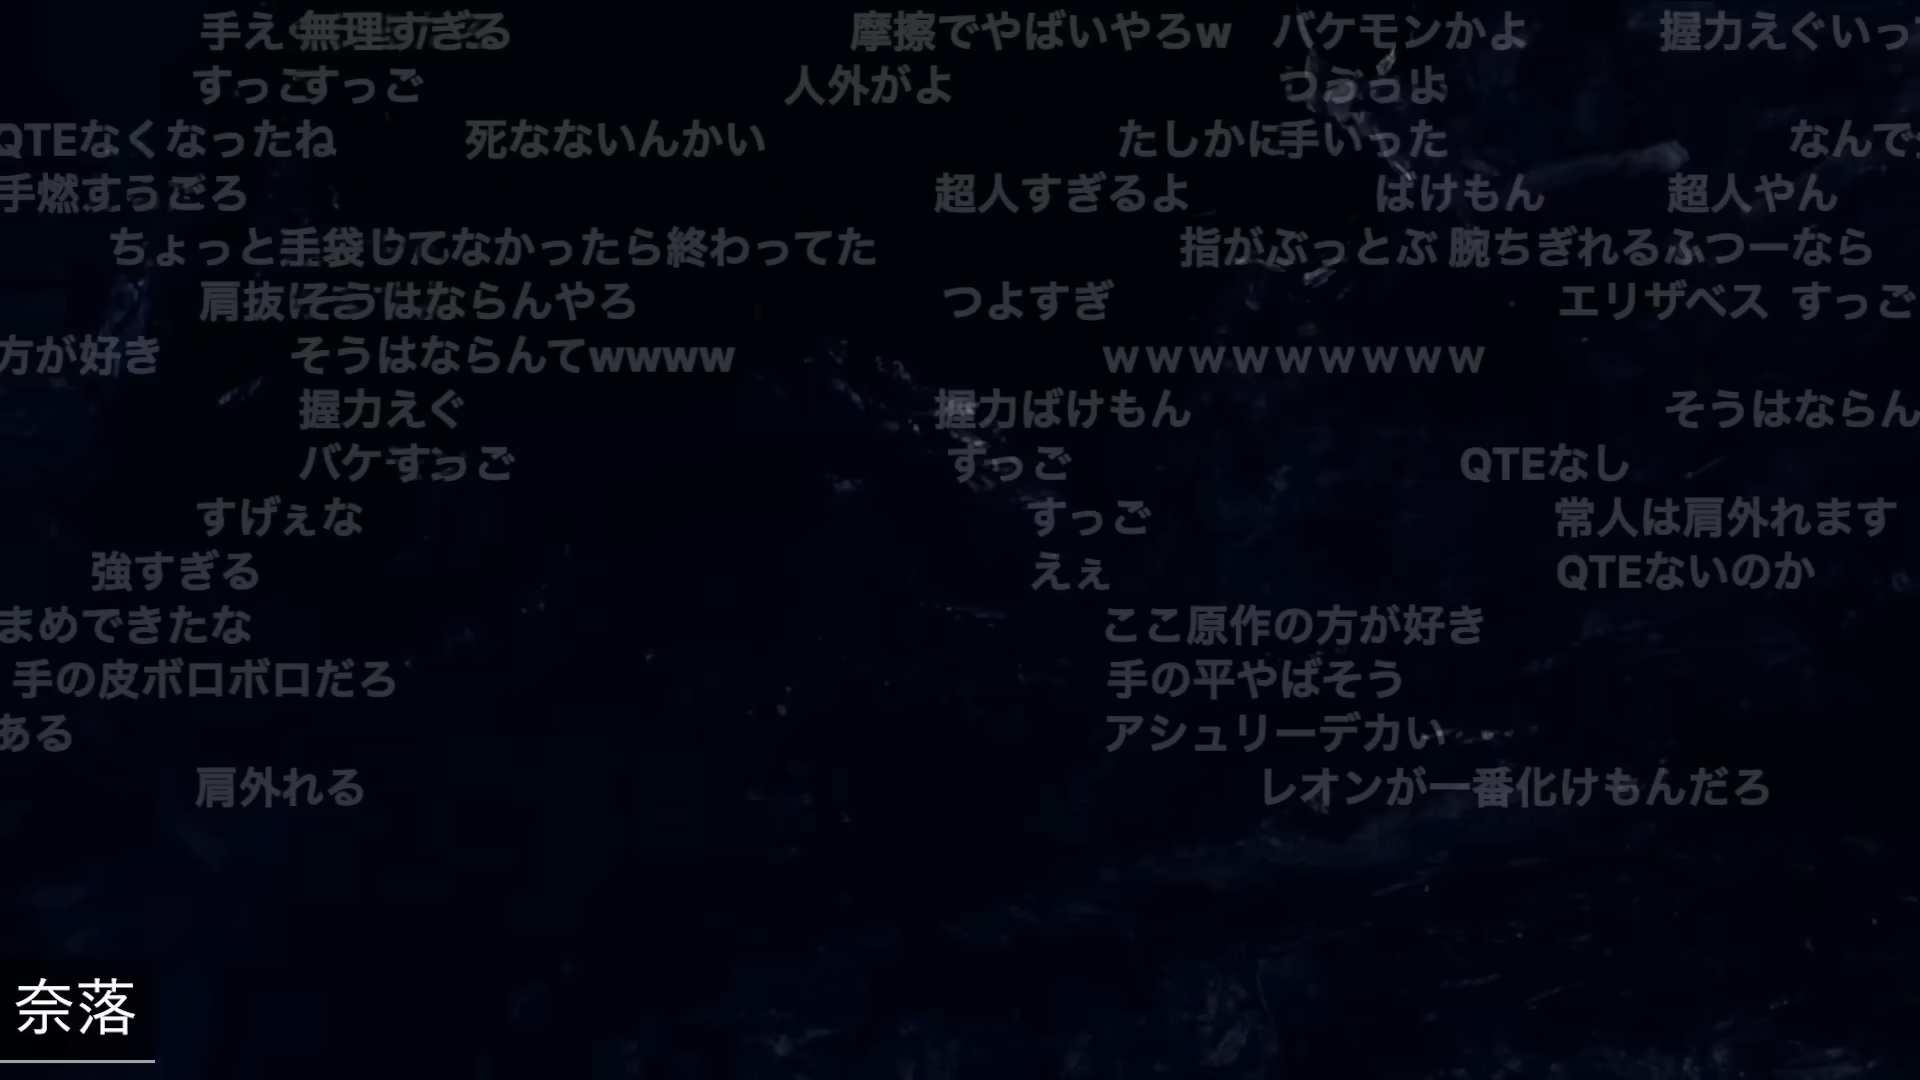 手え 無理すぎる 摩擦でやばいやろw バケモンかよ 握力えぐいっ
すっご すっご 人外がよ つ っよ
QTEなくなったね 死なないんかい たしかに手いった なんで
手燃 ごろ 超人すぎるよ ばけもん 超人やん
ちょっと手袋してなかったら終わってた 指がぶっとぶ 腕ちぎれるふつーなら
肩抜け そうはならんやろ つよすぎ エリザベス すっご
方が好き そうはならんてwwww ｗｗｗｗｗｗｗｗｗ
握力えぐ 握力ばけもん そうはならん
バケ すっご すっご QTEなし
すげぇな すっご 常人は肩外れます
強すぎる えぇ QTEないのか
まめできたな ここ原作の方が好き
手の皮ボロボロだろ 手の平やばそう
ある アシュリーデカい
肩外れる レオンが一番化けもんだろ
奈落